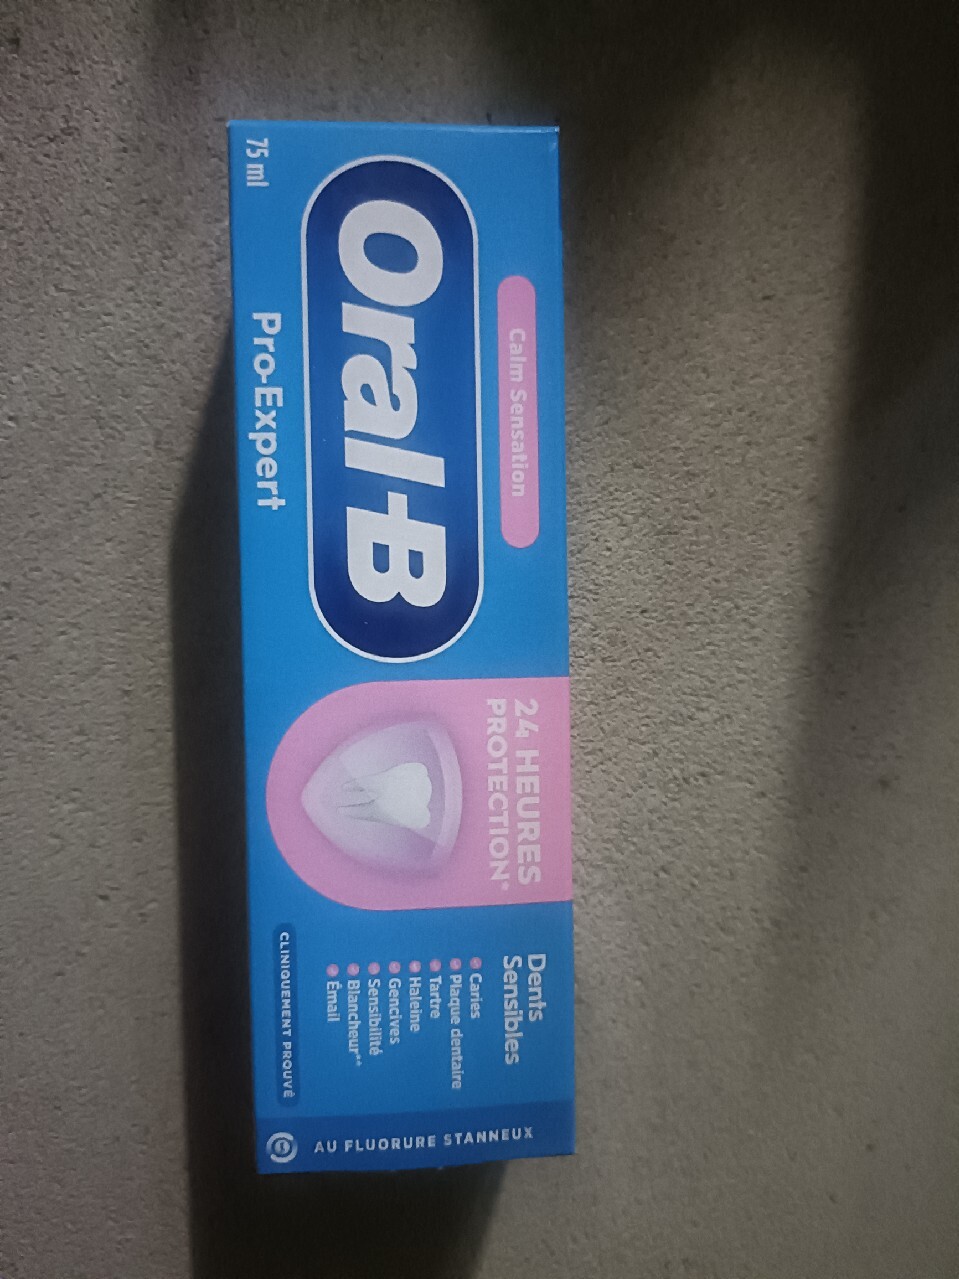 Calm Sensation
Oral-B
75 ml
Pro-Expert
24 HEURES
PROTECTION*
Dents
Sensibles
Caries
Plaque dentaire
Tartre
Haleine
Gencives
Sensibilité
Blancheur**
Émail
CLINIQUEMENT PROUVÉ
AU FLUORURE STANNEUX